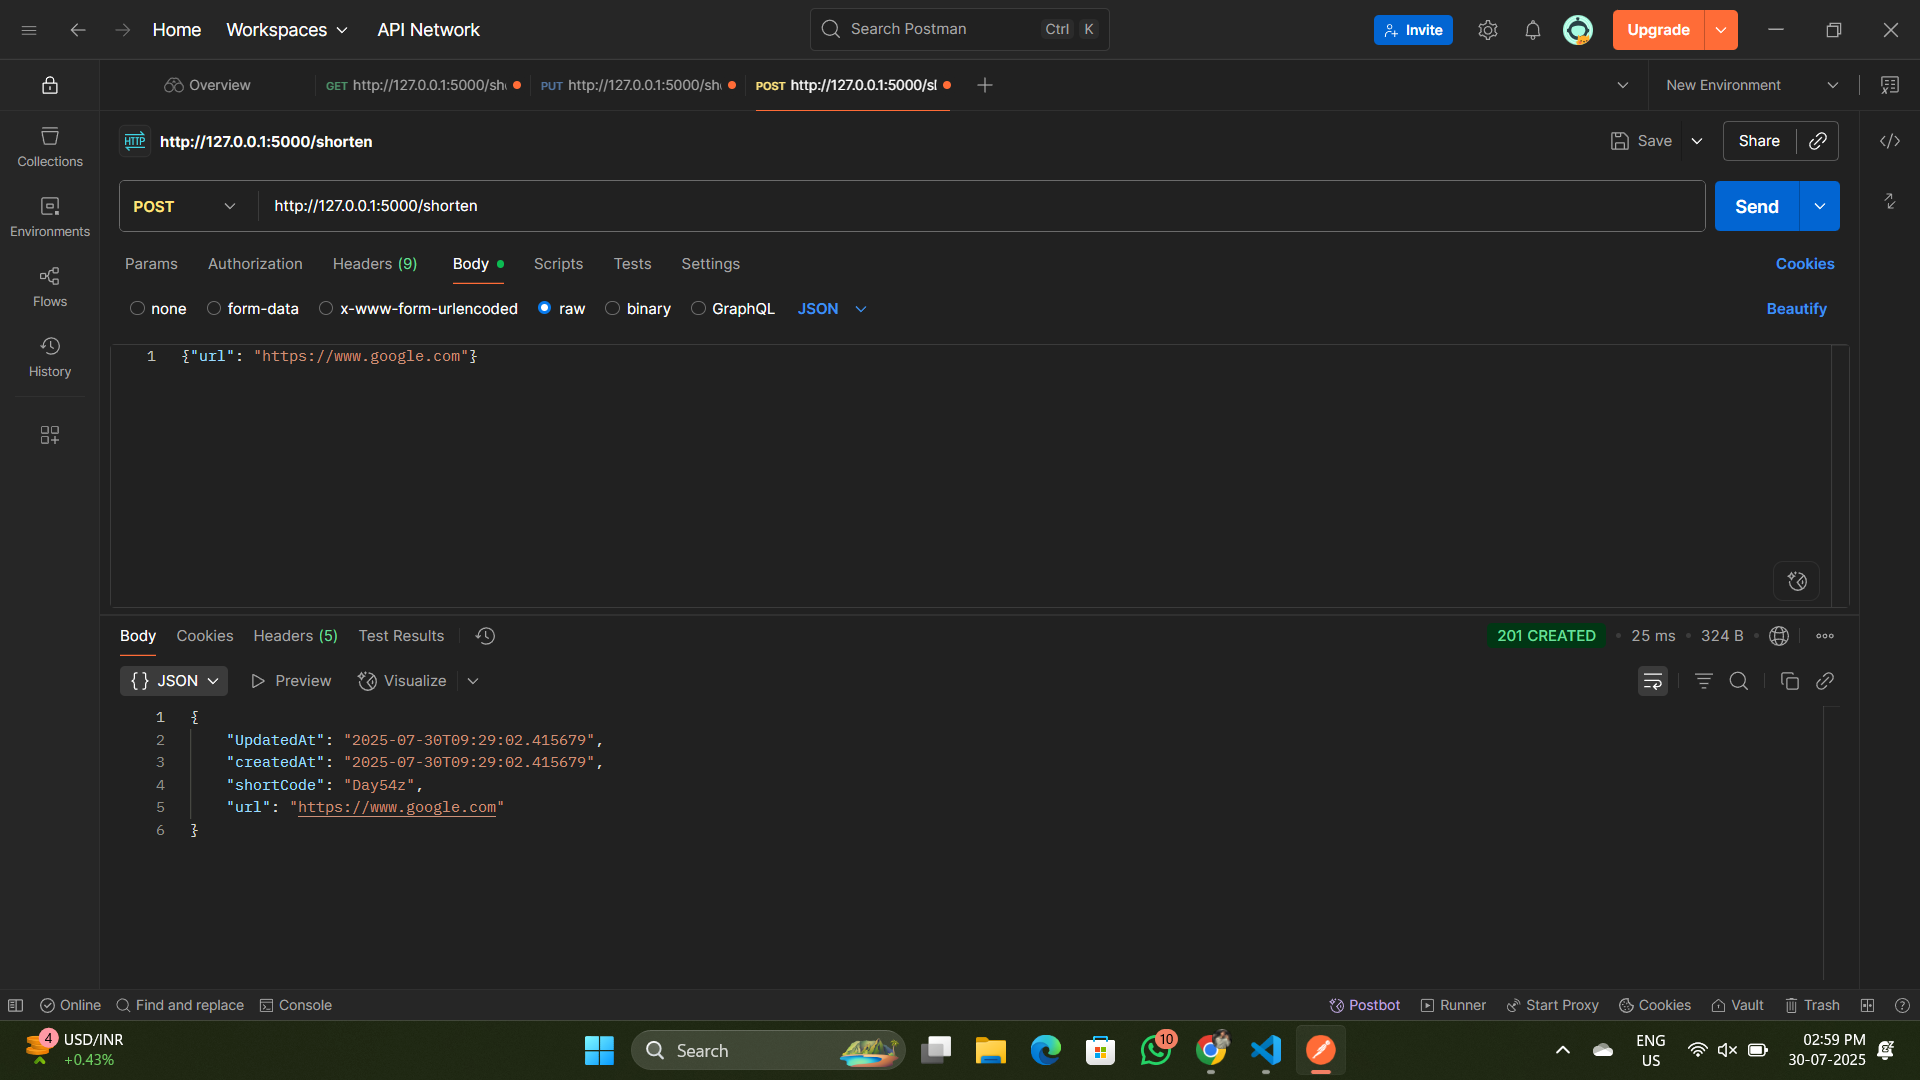 Home Workspaces API Network Search Postman Ctrl K Invite Upgrade
Overview GET http://127.0.0.1:5000/sh PUT http://127.0.0.1:5000/sh POST http://127.0.0.1:5000/sl New Environment
HTTP http://127.0.0.1:5000/shorten Save Share
Collections
Environments
Flows
History
POST http://127.0.0.1:5000/shorten Send
Params Authorization Headers (9) Body Scripts Tests Settings Cookies
none form-data x-www-form-urlencoded raw binary GraphQL JSON Beautify
1 {"url": "https://www.google.com"}
Body Cookies Headers (5) Test Results 201 CREATED 25 ms 324 B
{} JSON Preview Visualize
1 {
2 "UpdatedAt": "2025-07-30T09:29:02.415679",
3 "createdAt": "2025-07-30T09:29:02.415679",
4 "shortCode": "Day54z",
5 "url": "https://www.google.com"
6 }
Online Find and replace Console Postbot Runner Start Proxy Cookies Vault Trash
4 USD/INR Search 10 ENG 02:59 PM
+0.43% US 30-07-2025